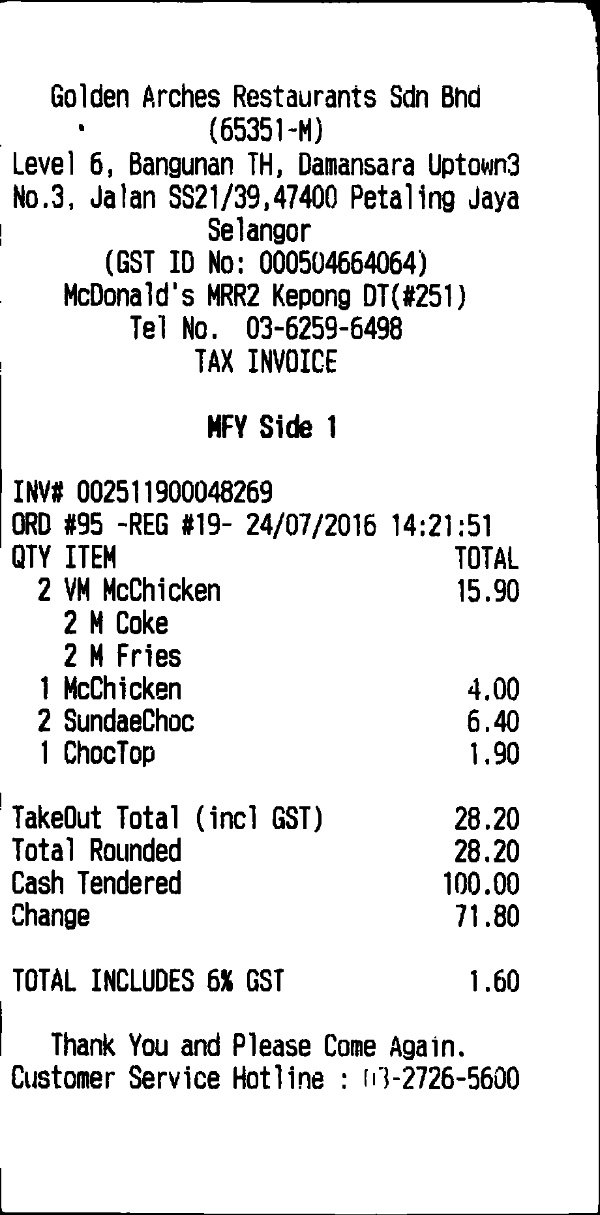 Golden Arches Restaurants Sdn Bhd
(65351-M)
Level 6, Bangunan TH, Damansara Uptown3
No.3, Jalan SS21/39,47400 Petaling Jaya
Selangor
(GST ID No: 000504664064)
McDonald's MRR2 Kepong DT(#251)
Tel No. 03-6259-6498
TAX INVOICE
MFY Side 1
INV# 002511900048269
ORD #95 -REG #19- 24/07/2016 14:21:51
QTY ITEM TOTAL
2 VM McChicken 15.90
2 M Coke
2 M Fries
1 McChicken 4.00
2 SundaeChoc 6.40
1 ChocTop 1.90
TakeOut Total (incl GST) 28.20
Total Rounded 28.20
Cash Tendered 100.00
Change 71.80
TOTAL INCLUDES 6% GST 1.60
Thank You and Please Come Again.
Customer Service Hotline : 03-2726-5600